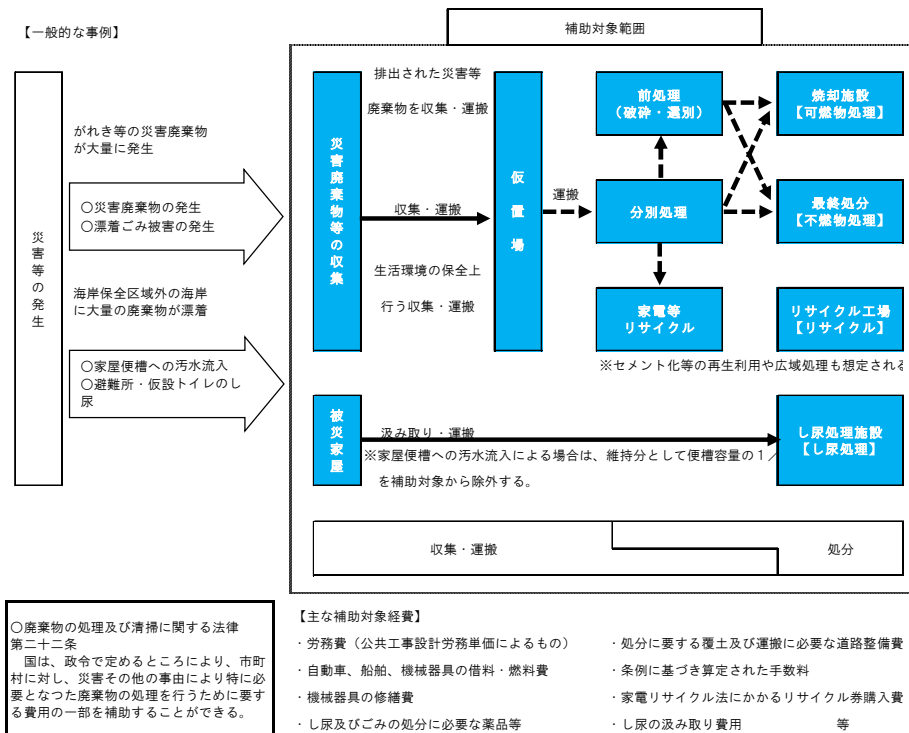 【一般的な事例】
補助対象範囲
災害等の発生
がれき等の災害廃棄物
が大量に発生
○災害廃棄物の発生
○漂着ごみ被害の発生
海岸保全区域外の海岸
に大量の廃棄物が漂着
○家屋便槽への汚水流入
○避難所・仮設トイレのし
尿
災害廃棄物等の収集
排出された災害等
廃棄物を収集・運搬
収集・運搬
生活環境の保全上
行う収集・運搬
仮置場
運搬
前処理
（破砕・選別）
分別処理
家電等
リサイクル
焼却施設
【可燃物処理】
最終処分
【不燃物処理】
リサイクル工場
【リサイクル】
※セメント化等の再生利用や広域処理も想定される
被災家屋
汲み取り・運搬
※家屋便槽への汚水流入による場合は、維持分として便槽容量の１／
を補助対象から除外する。
し尿処理施設
【し尿処理】
収集・運搬
処分
○廃棄物の処理及び清掃に関する法律
第二十二条
　国は、政令で定めるところにより、市町
村に対し、災害その他の事由により特に必
要となつた廃棄物の処理を行うために要す
る費用の一部を補助することができる。
【主な補助対象経費】
・労務費（公共工事設計労務単価によるもの）
・自動車、船舶、機械器具の借料・燃料費
・機械器具の修繕費
・し尿及びごみの処分に必要な薬品等
・処分に要する覆土及び運搬に必要な道路整備費
・条例に基づき算定された手数料
・家電リサイクル法にかかるリサイクル券購入費
・し尿の汲み取り費用　　　　　　等